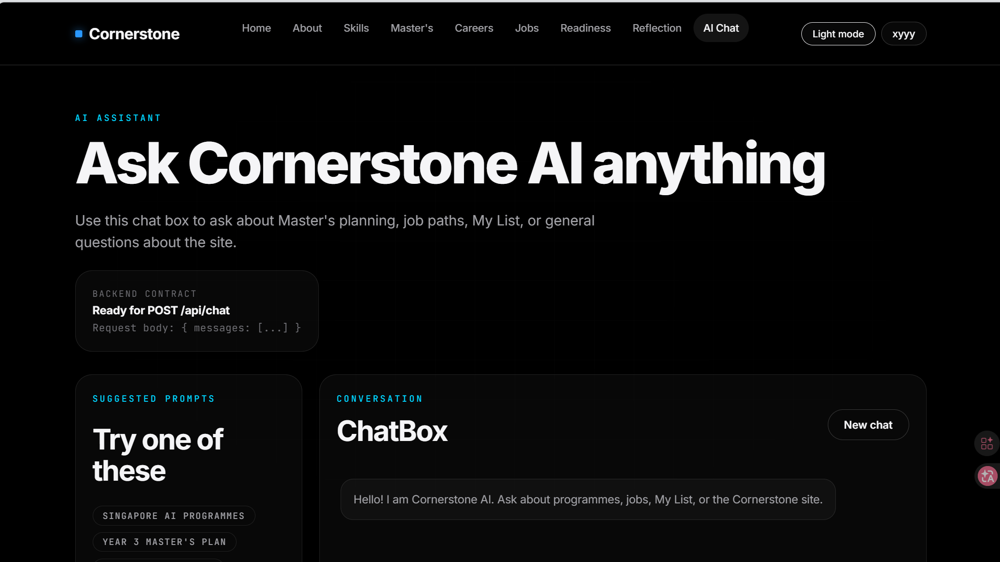 Cornerstone
Home
About
Skills
Master's
Careers
Jobs
Readiness
Reflection
AI Chat
Light mode
xyyy
AI ASSISTANT
Ask Cornerstone AI anything
Use this chat box to ask about Master's planning, job paths, My List, or general
questions about the site.
BACKEND CONTRACT
Ready for POST /api/chat
Request body: { messages: [...] }
SUGGESTED PROMPTS
Try one of
these
SINGAPORE AI PROGRAMMES
YEAR 3 MASTER'S PLAN
CONVERSATION
ChatBox
New chat
Hello! I am Cornerstone AI. Ask about programmes, jobs, My List, or the Cornerstone site.